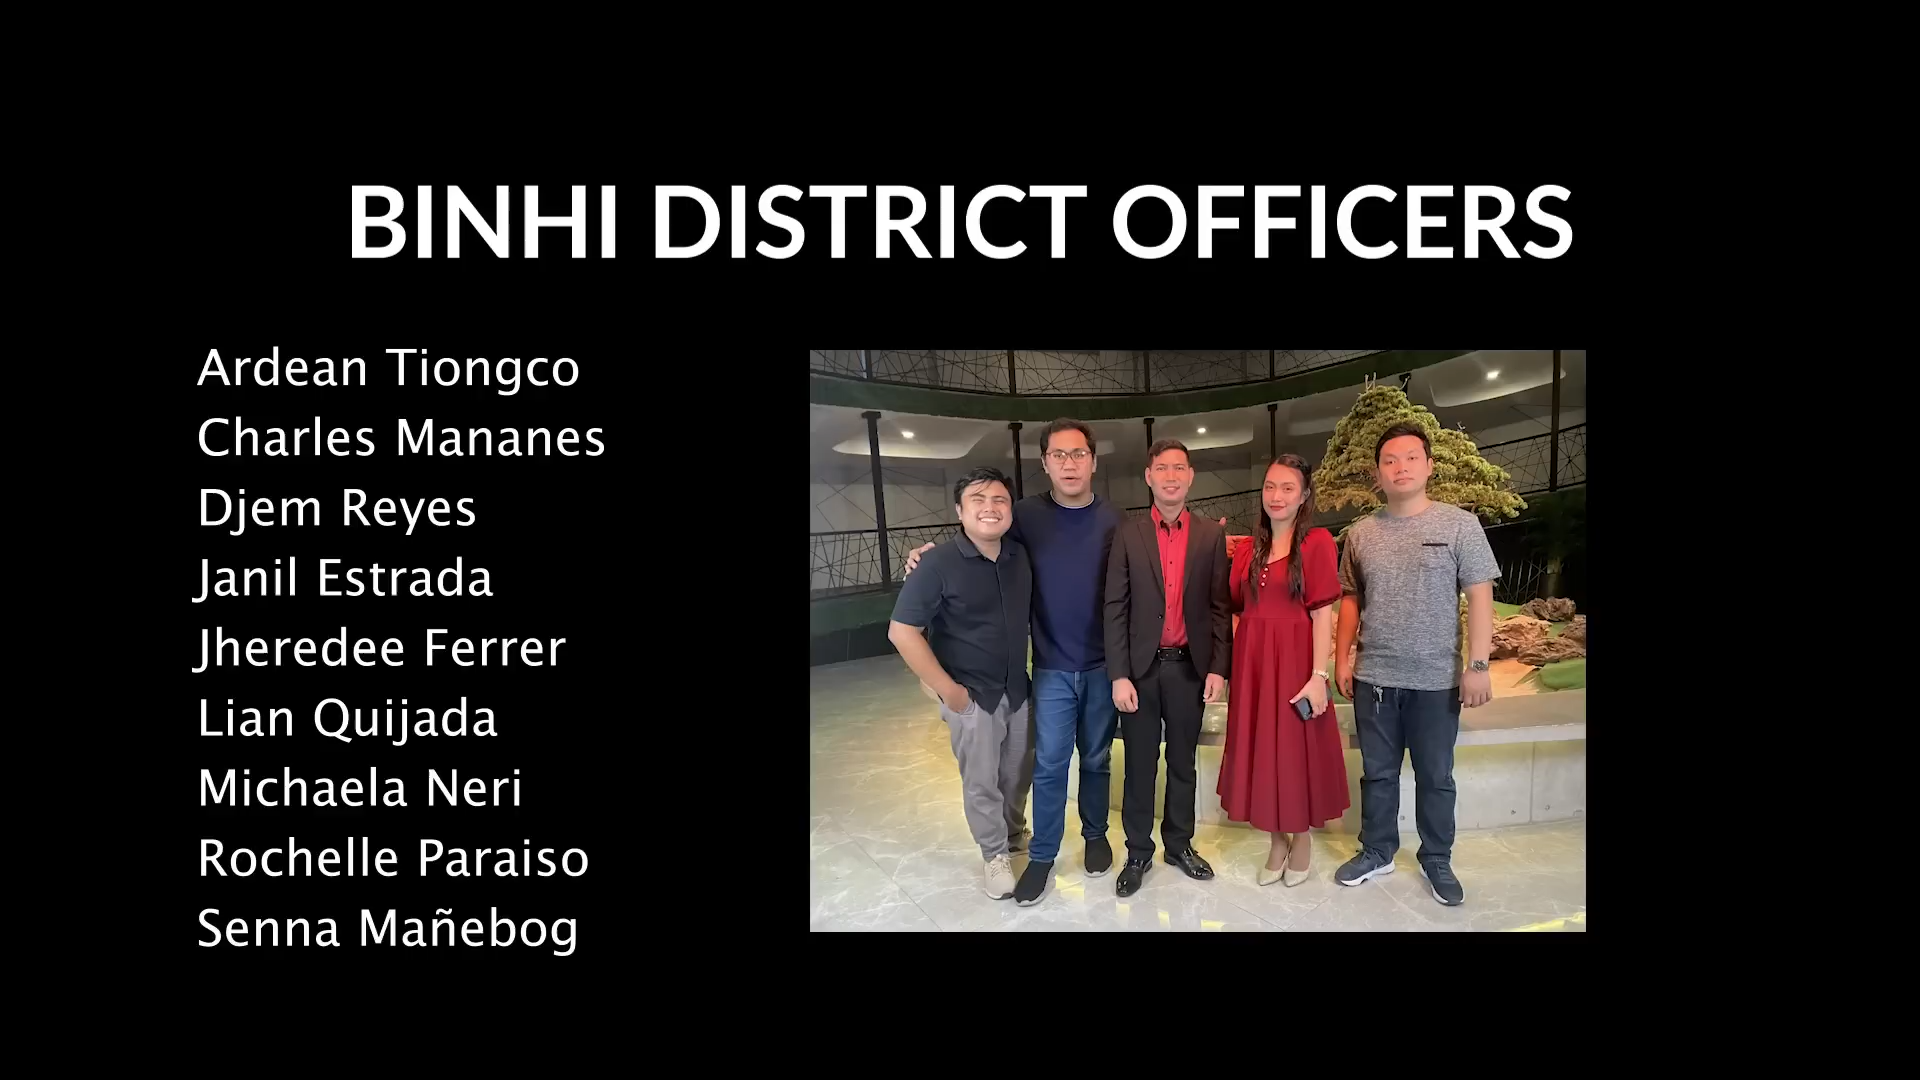 BINHI DISTRICT OFFICERS
Ardean Tiongco
Charles Mananes
Djem Reyes
Janil Estrada
Jheredee Ferrer
Lian Quijada
Michaela Neri
Rochelle Paraiso
Senna Mañebog